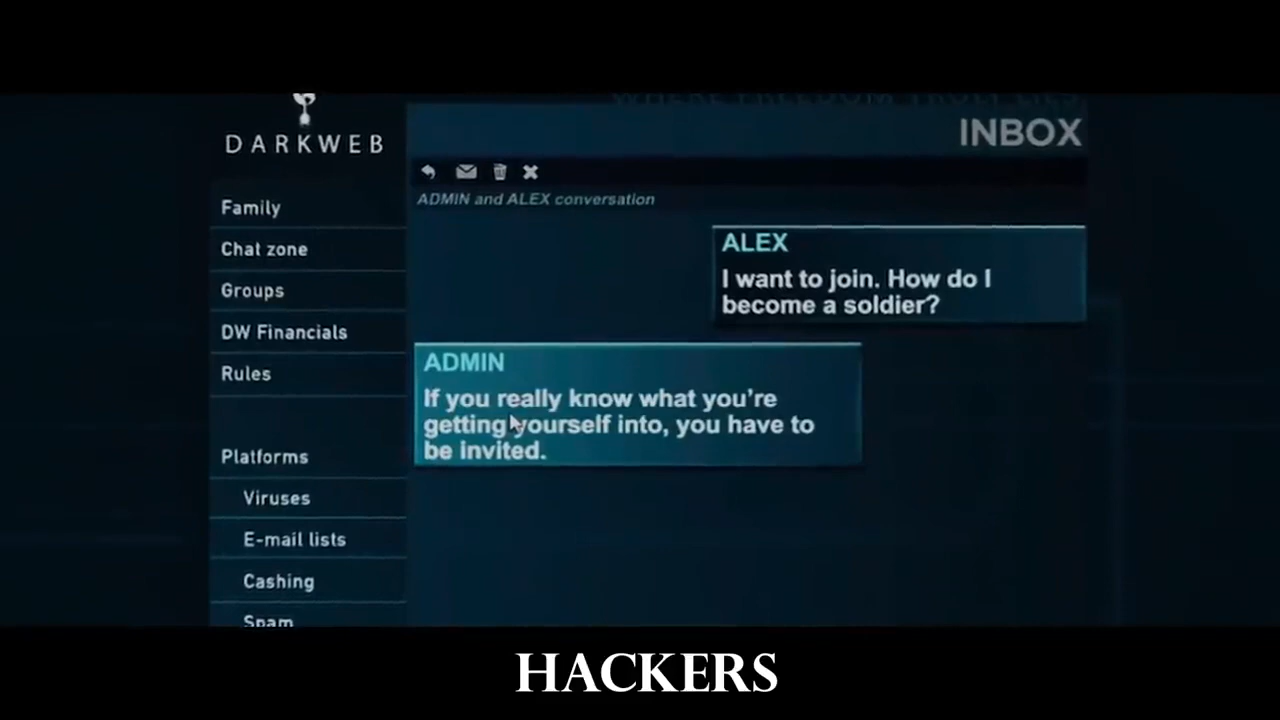 DARKWEB
INBOX
ADMIN and ALEX conversation
Family
Chat zone
Groups
DW Financials
Rules
Platforms
Viruses
E-mail lists
Cashing
Spam
ALEX
I want to join. How do I
become a soldier?
ADMIN
If you really know what you're
getting yourself into, you have to
be invited.
HACKERS